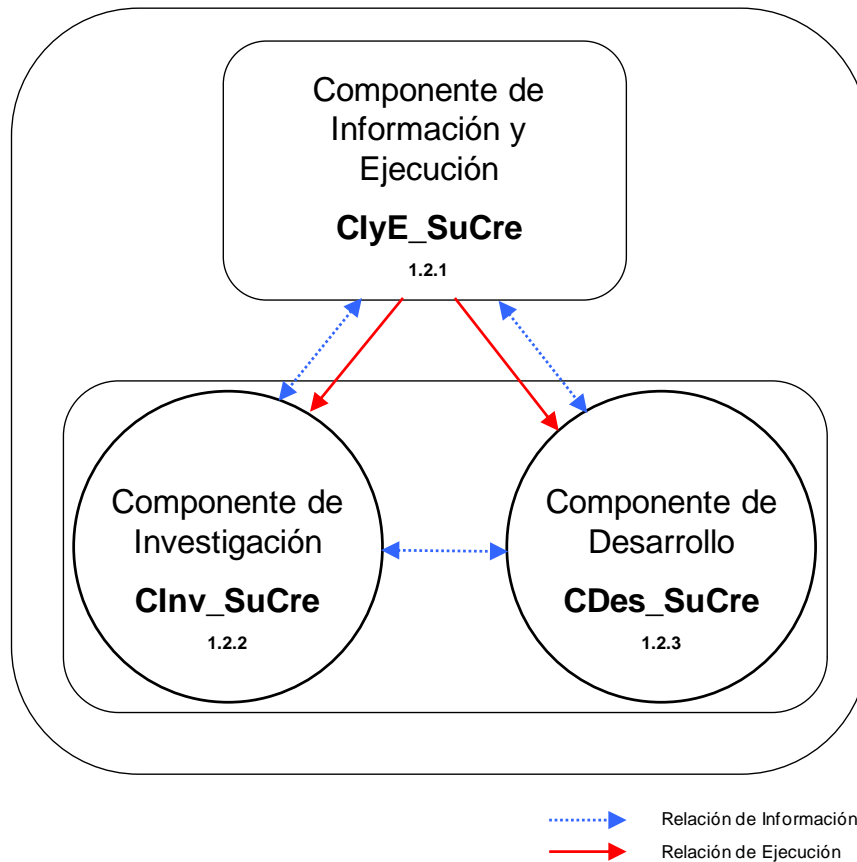 Componente de
Información y
Ejecución
CIyE_SuCre
1.2.1
Componente de
Investigación
CInv_SuCre
1.2.2
Componente de
Desarrollo
CDes_SuCre
1.2.3
Relación de Información
Relación de Ejecución